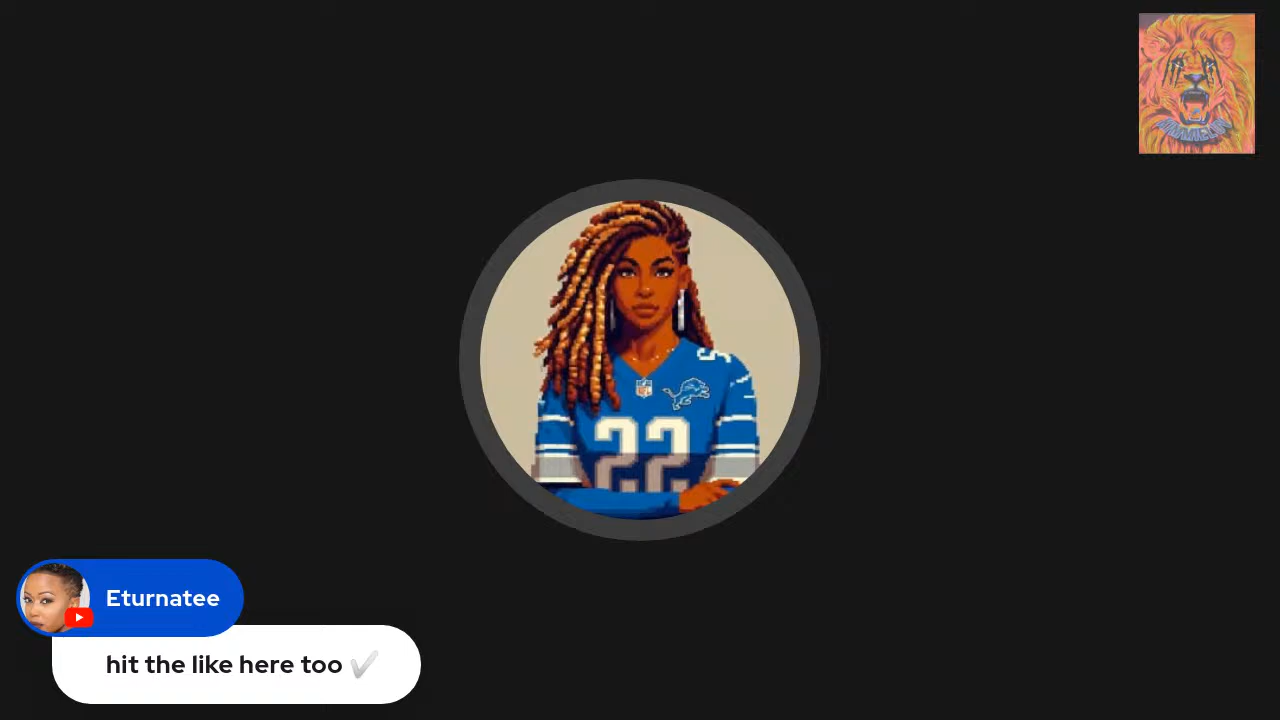 22
Eturnatee
hit the like here too ✓